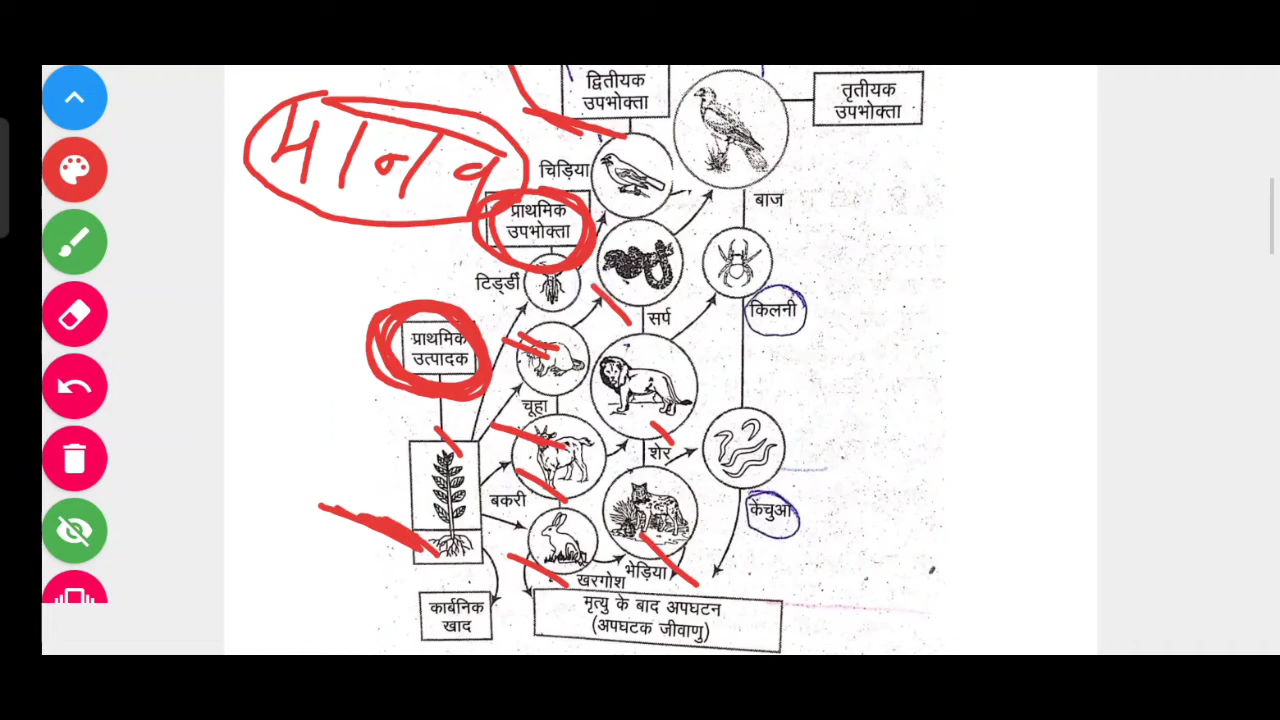 द्वितीयक
उपभोक्ता
तृतीयक
उपभोक्ता
मानव
चिड़िया
बाज
प्राथमिक
उपभोक्ता
टिड्डी
किलनी
सर्प
प्राथमिक
उत्पादक
चूहा
शेर
बकरी
केंचुआ
भेड़िया
खरगोश
कार्बनिक
खाद
मृत्यु के बाद अपघटन
(अपघटक जीवाणु)